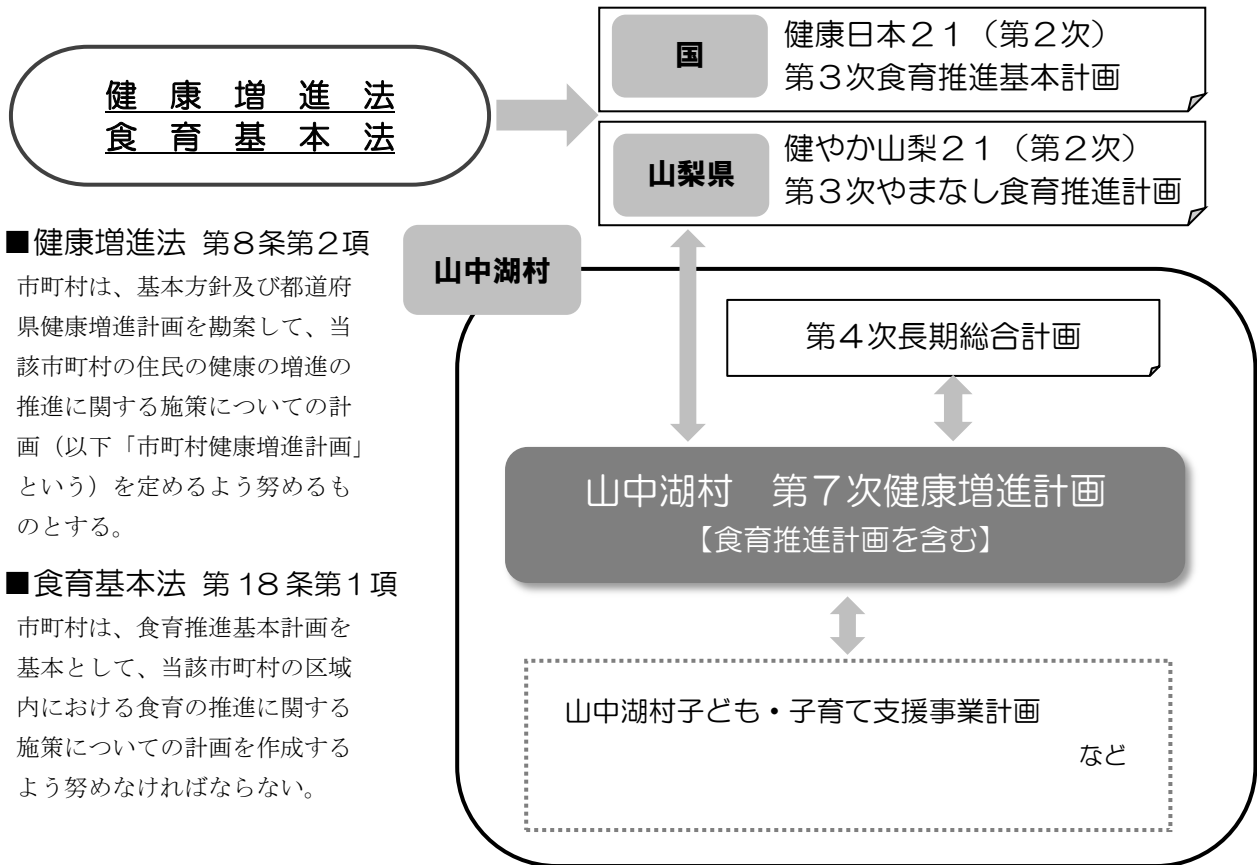 健康増進法
食育基本法
国
健康日本２１（第２次）
第３次食育推進基本計画
山梨県
健やか山梨２１（第２次）
第３次やまなし食育推進計画
■健康増進法 第８条第２項
市町村は、基本方針及び都道府
県健康増進計画を勘案して、当
該市町村の住民の健康の増進の
推進に関する施策についての計
画（以下「市町村健康増進計画」
という）を定めるよう努めるも
のとする。
■食育基本法 第 18 条第１項
市町村は、食育推進基本計画を
基本として、当該市町村の区域
内における食育の推進に関する
施策についての計画を作成する
よう努めなければならない。
山中湖村
第４次長期総合計画
山中湖村　第７次健康増進計画
【食育推進計画を含む】
山中湖村子ども・子育て支援事業計画
など